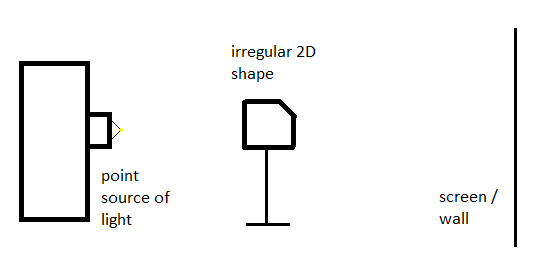 irregular 2D
shape
point
source of
light
screen /
wall